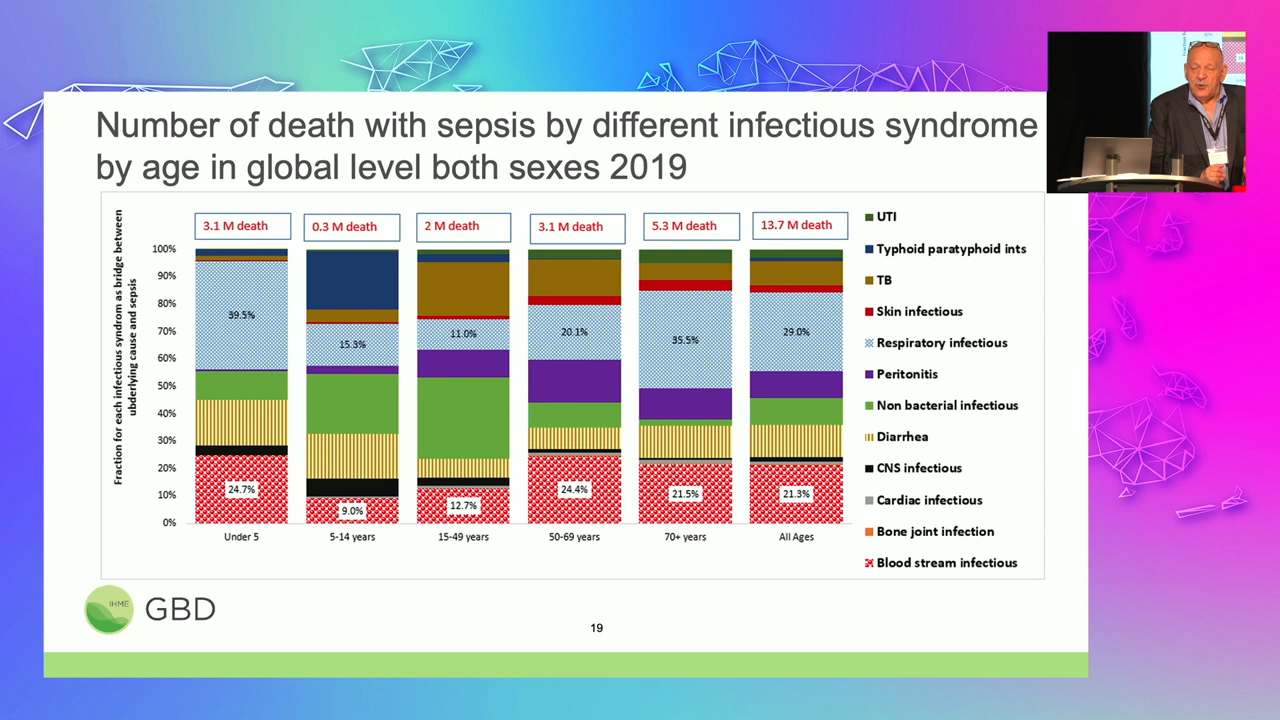 Number of death with sepsis by different infectious syndrome
by age in global level both sexes 2019
Fraction for each infectious syndrom as bridge between
ubderlying cause and sepsis
3.1 M death
0.3 M death
2 M death
3.1 M death
5.3 M death
13.7 M death
100%
90%
80%
70%
60%
50%
40%
30%
20%
10%
0%
39.5%
15.3%
11.0%
20.1%
35.5%
29.0%
24.7%
9.0%
12.7%
24.4%
21.5%
21.3%
Under 5
5-14 years
15-49 years
50-69 years
70+ years
All Ages
UTI
Typhoid paratyphoid ints
TB
Skin infectious
Respiratory infectious
Peritonitis
Non bacterial infectious
Diarrhea
CNS infectious
Cardiac infectious
Bone joint infection
Blood stream infectious
IHME
GBD
19